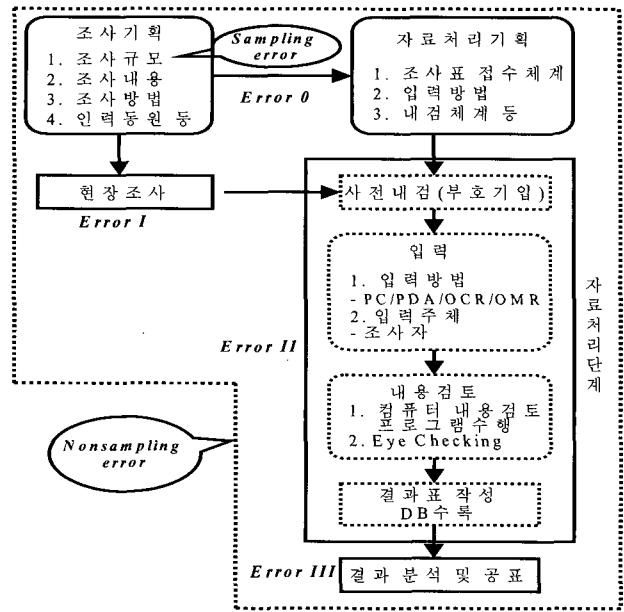 조사기획
1. 조사규모
2. 조사내용
3. 조사방법
4. 인력동원 등
Sampling
error
Error 0
자료처리기획
1. 조사표 접수체계
2. 입력방법
3. 내검체계 등
현장조사
Error I
사전내검(부호기입)
입력
1. 입력방법
- PC/PDA/OCR/OMR
2. 입력주체
- 조사자
Error II
자료처리단계
내용검토
1. 컴퓨터 내용검토
프로그램수행
2. Eye Checking
Nonsampling
error
결과표 작성
DB수록
Error III
결과 분석 및 공표